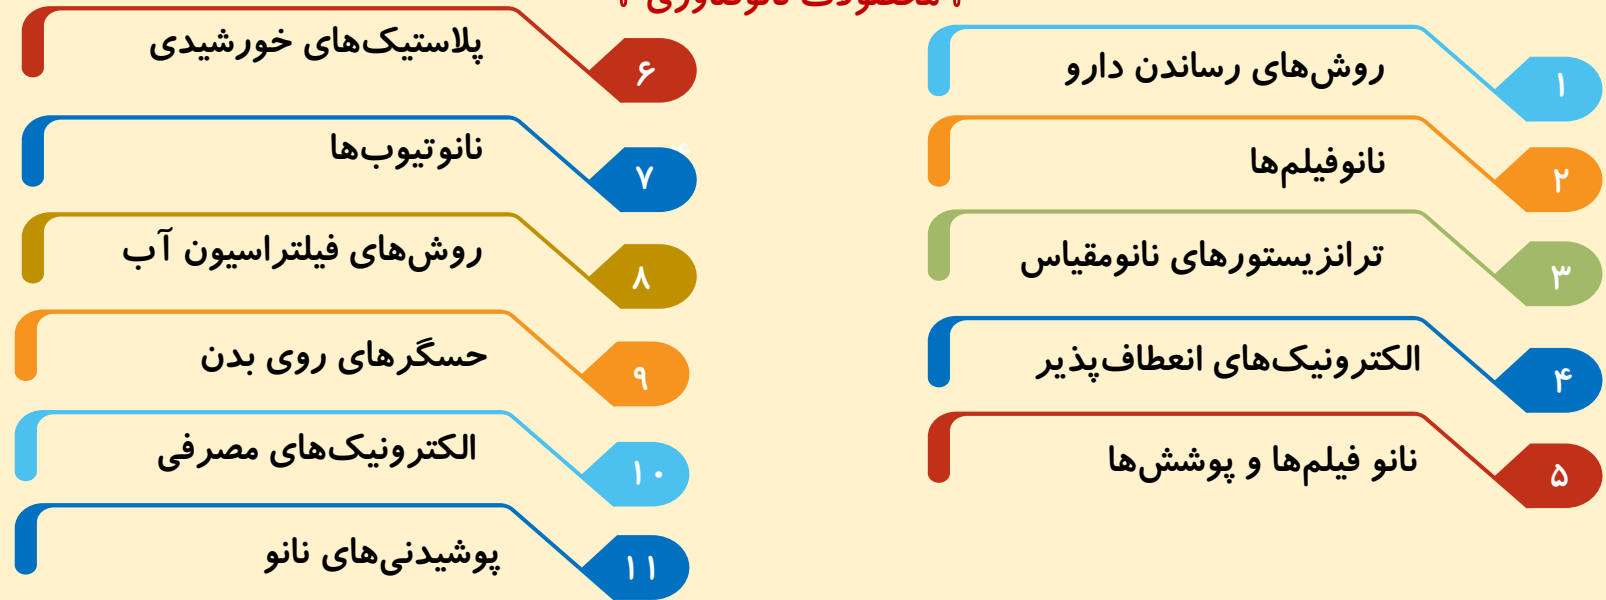 محصولات نانوفناوری
۱ روش‌های رساندن دارو
۲ نانوفیلم‌ها
۳ ترانزیستورهای نانومقیاس
۴ الکترونیک‌های انعطاف‌پذیر
۵ نانو فیلم‌ها و پوشش‌ها
۶ پلاستیک‌های خورشیدی
۷ نانوتیوب‌ها
۸ روش‌های فیلتراسیون آب
۹ حسگرهای روی بدن
۱۰ الکترونیک‌های مصرفی
۱۱ پوشیدنی‌های نانو